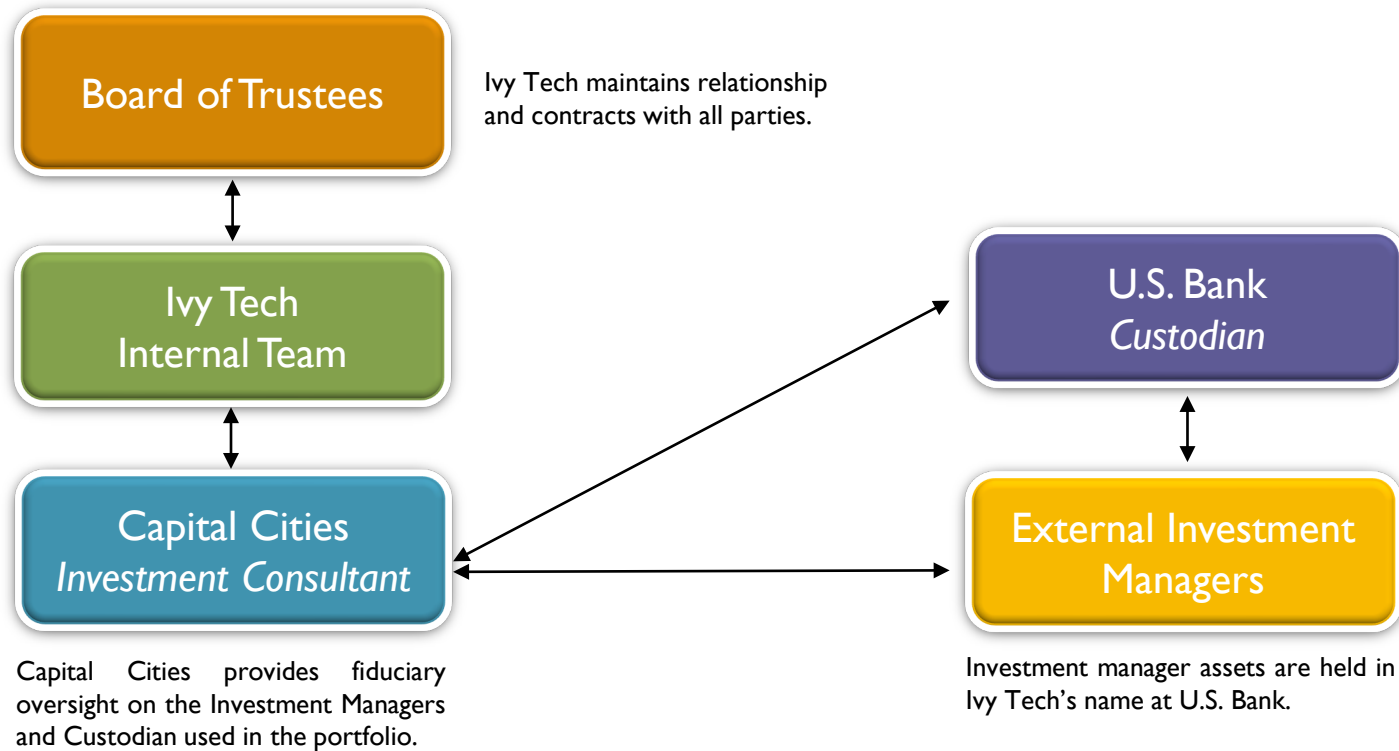 Board of Trustees
Ivy Tech maintains relationship
and contracts with all parties.
Ivy Tech
Internal Team
U.S. Bank
Custodian
Capital Cities
Investment Consultant
External Investment
Managers
Capital Cities provides fiduciary
oversight on the Investment Managers
and Custodian used in the portfolio.
Investment manager assets are held in
Ivy Tech’s name at U.S. Bank.